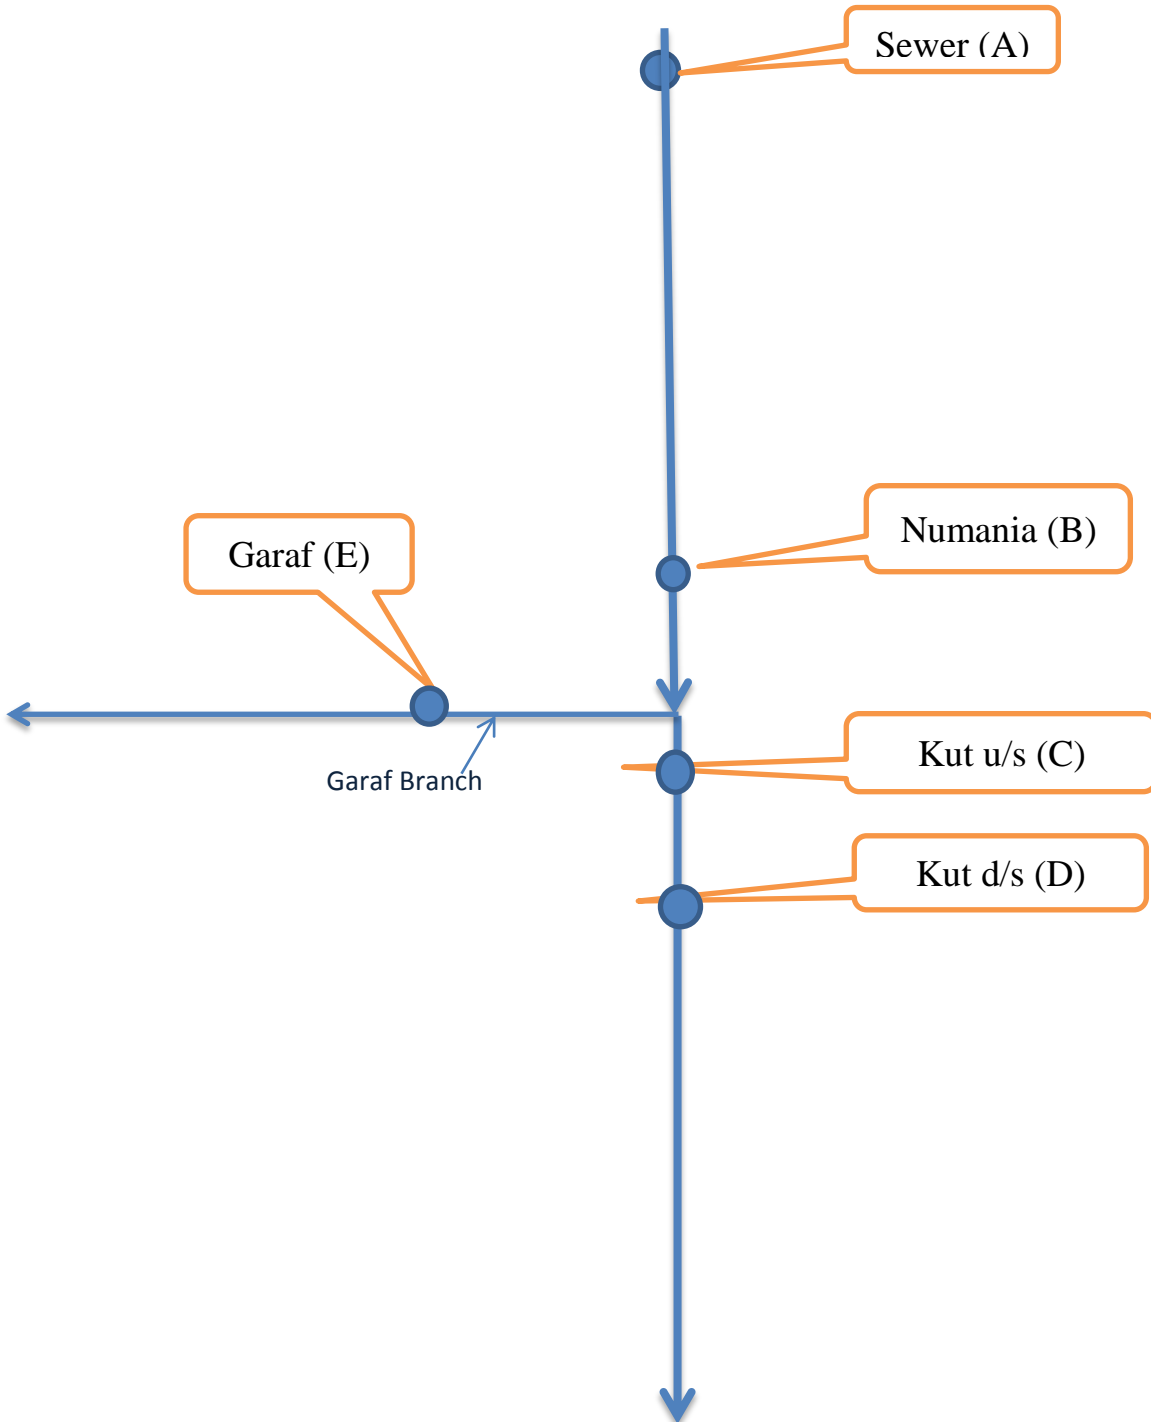 Sewer (A)
Numania (B)
Garaf (E)
Kut u/s (C)
Garaf Branch
Kut d/s (D)